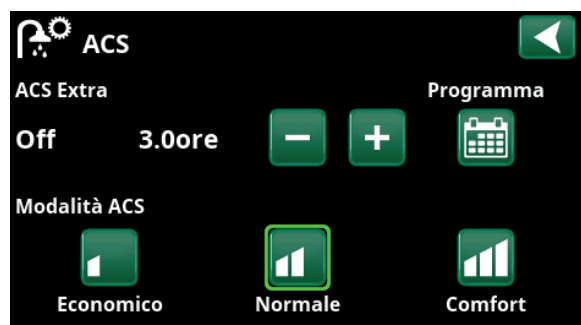 ACS
ACS Extra Programma
Off 3.0ore
Modalità ACS
Economico Normale Comfort